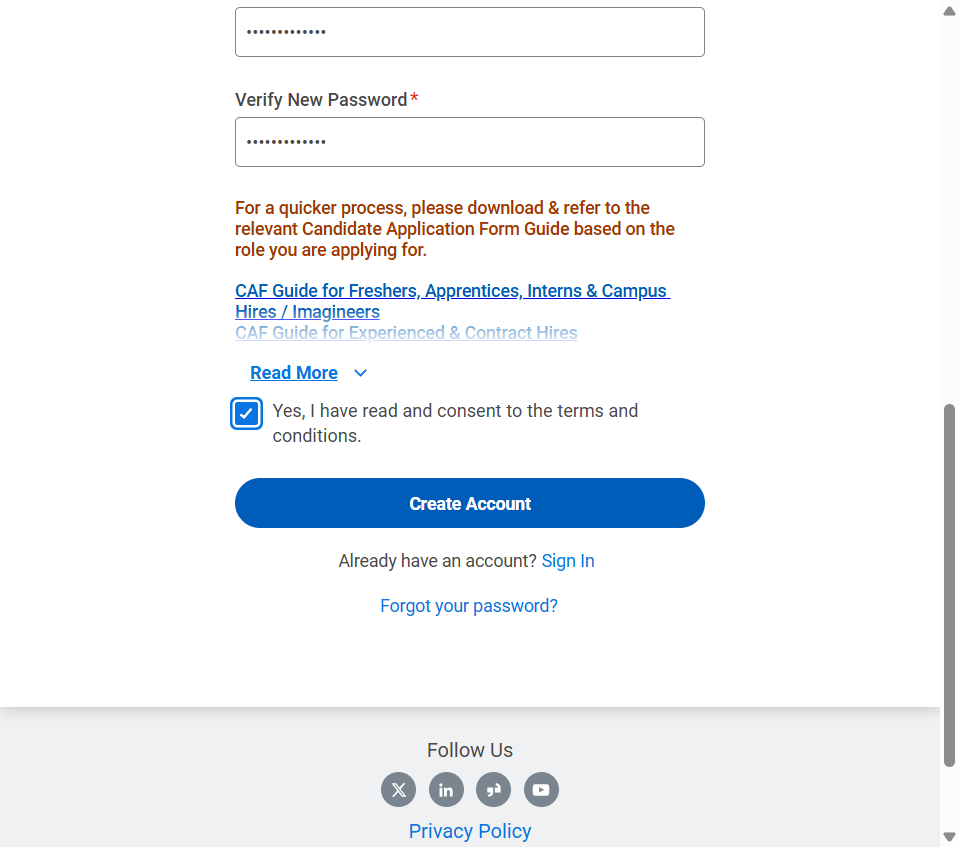 •••••••••••••
Verify New Password*
•••••••••••••
For a quicker process, please download & refer to the
relevant Candidate Application Form Guide based on the
role you are applying for.
CAF Guide for Freshers, Apprentices, Interns & Campus
Hires / Imagineers
CAF Guide for Experienced & Contract Hires
Read More
Yes, I have read and consent to the terms and
conditions.
Create Account
Already have an account? Sign In
Forgot your password?
Follow Us
Privacy Policy